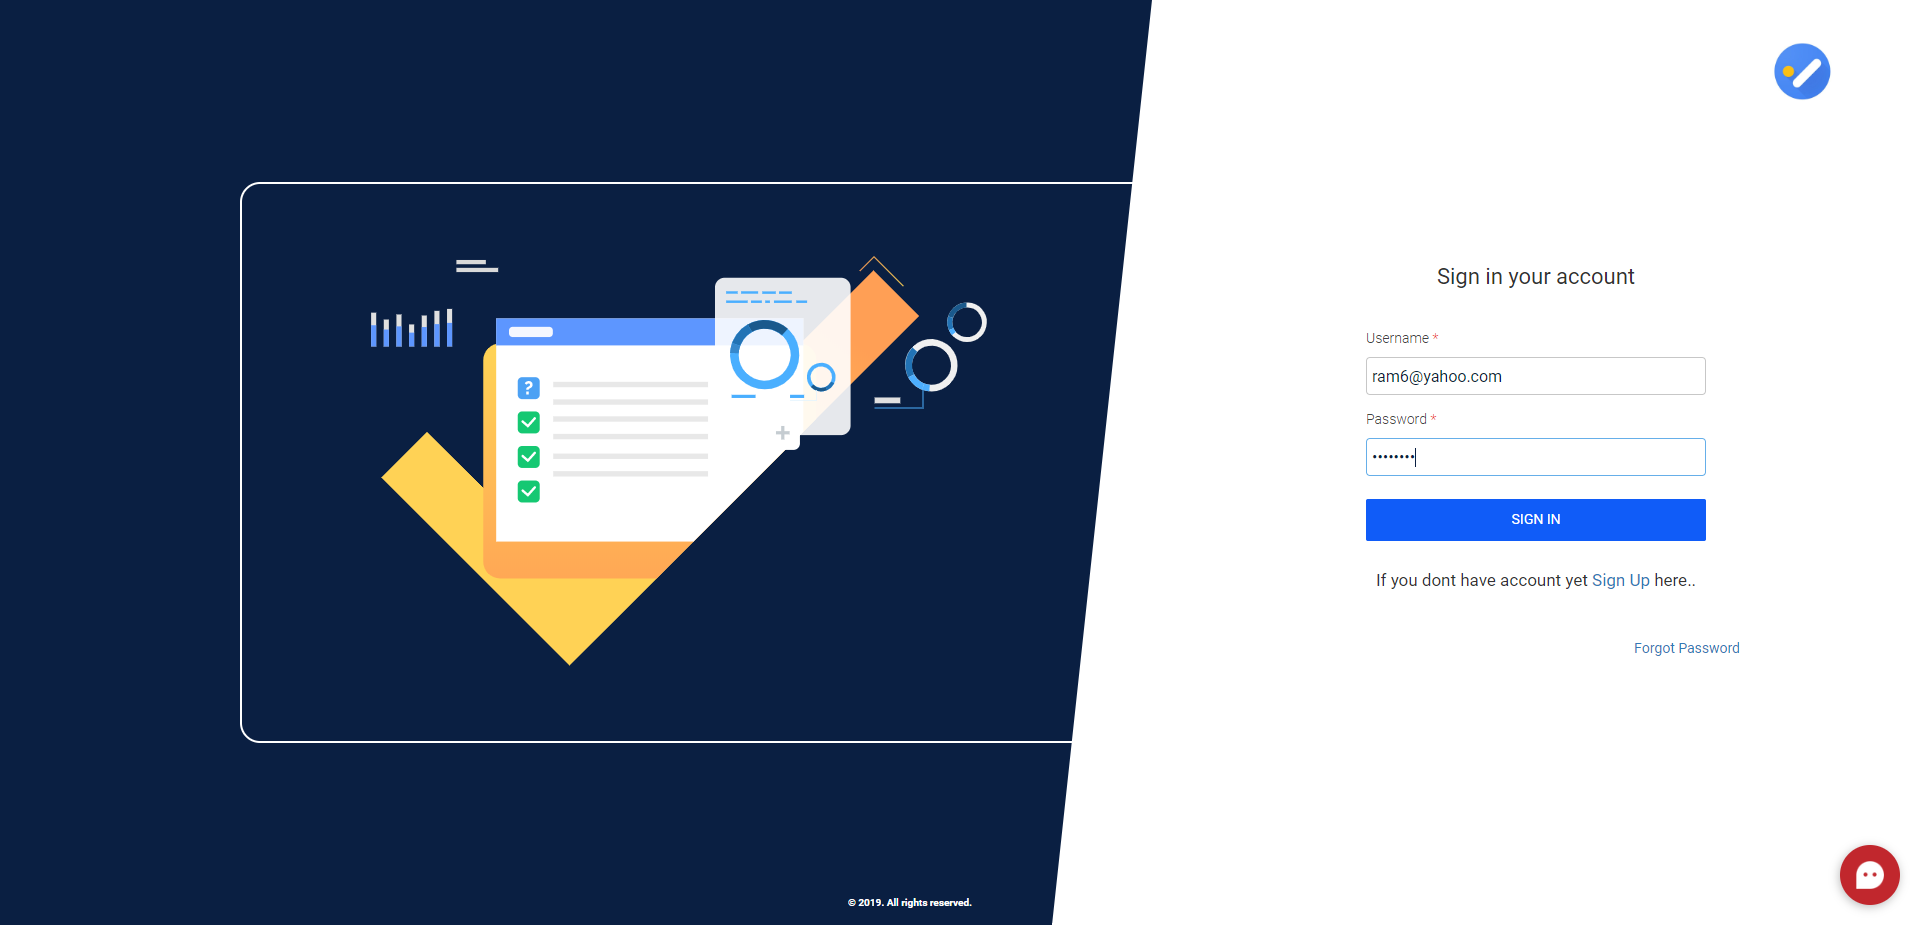 Sign in your account
Username *
ram6@yahoo.com
Password *
••••••••
SIGN IN
If you dont have account yet Sign Up here..
Forgot Password
?
© 2019. All rights reserved.